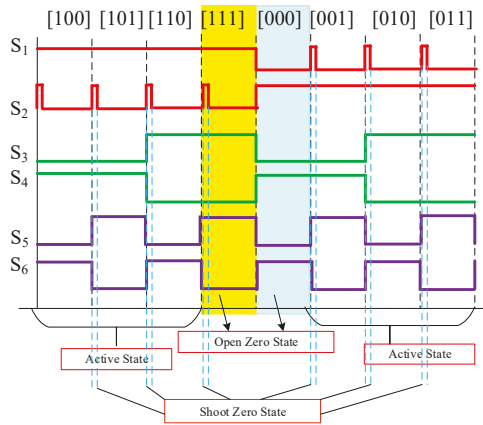 [100] [101] [110] [111] [000] [001] [010] [011]
S1
S2
S3
S4
S5
S6
Open Zero State
Active State
Active State
Shoot Zero State